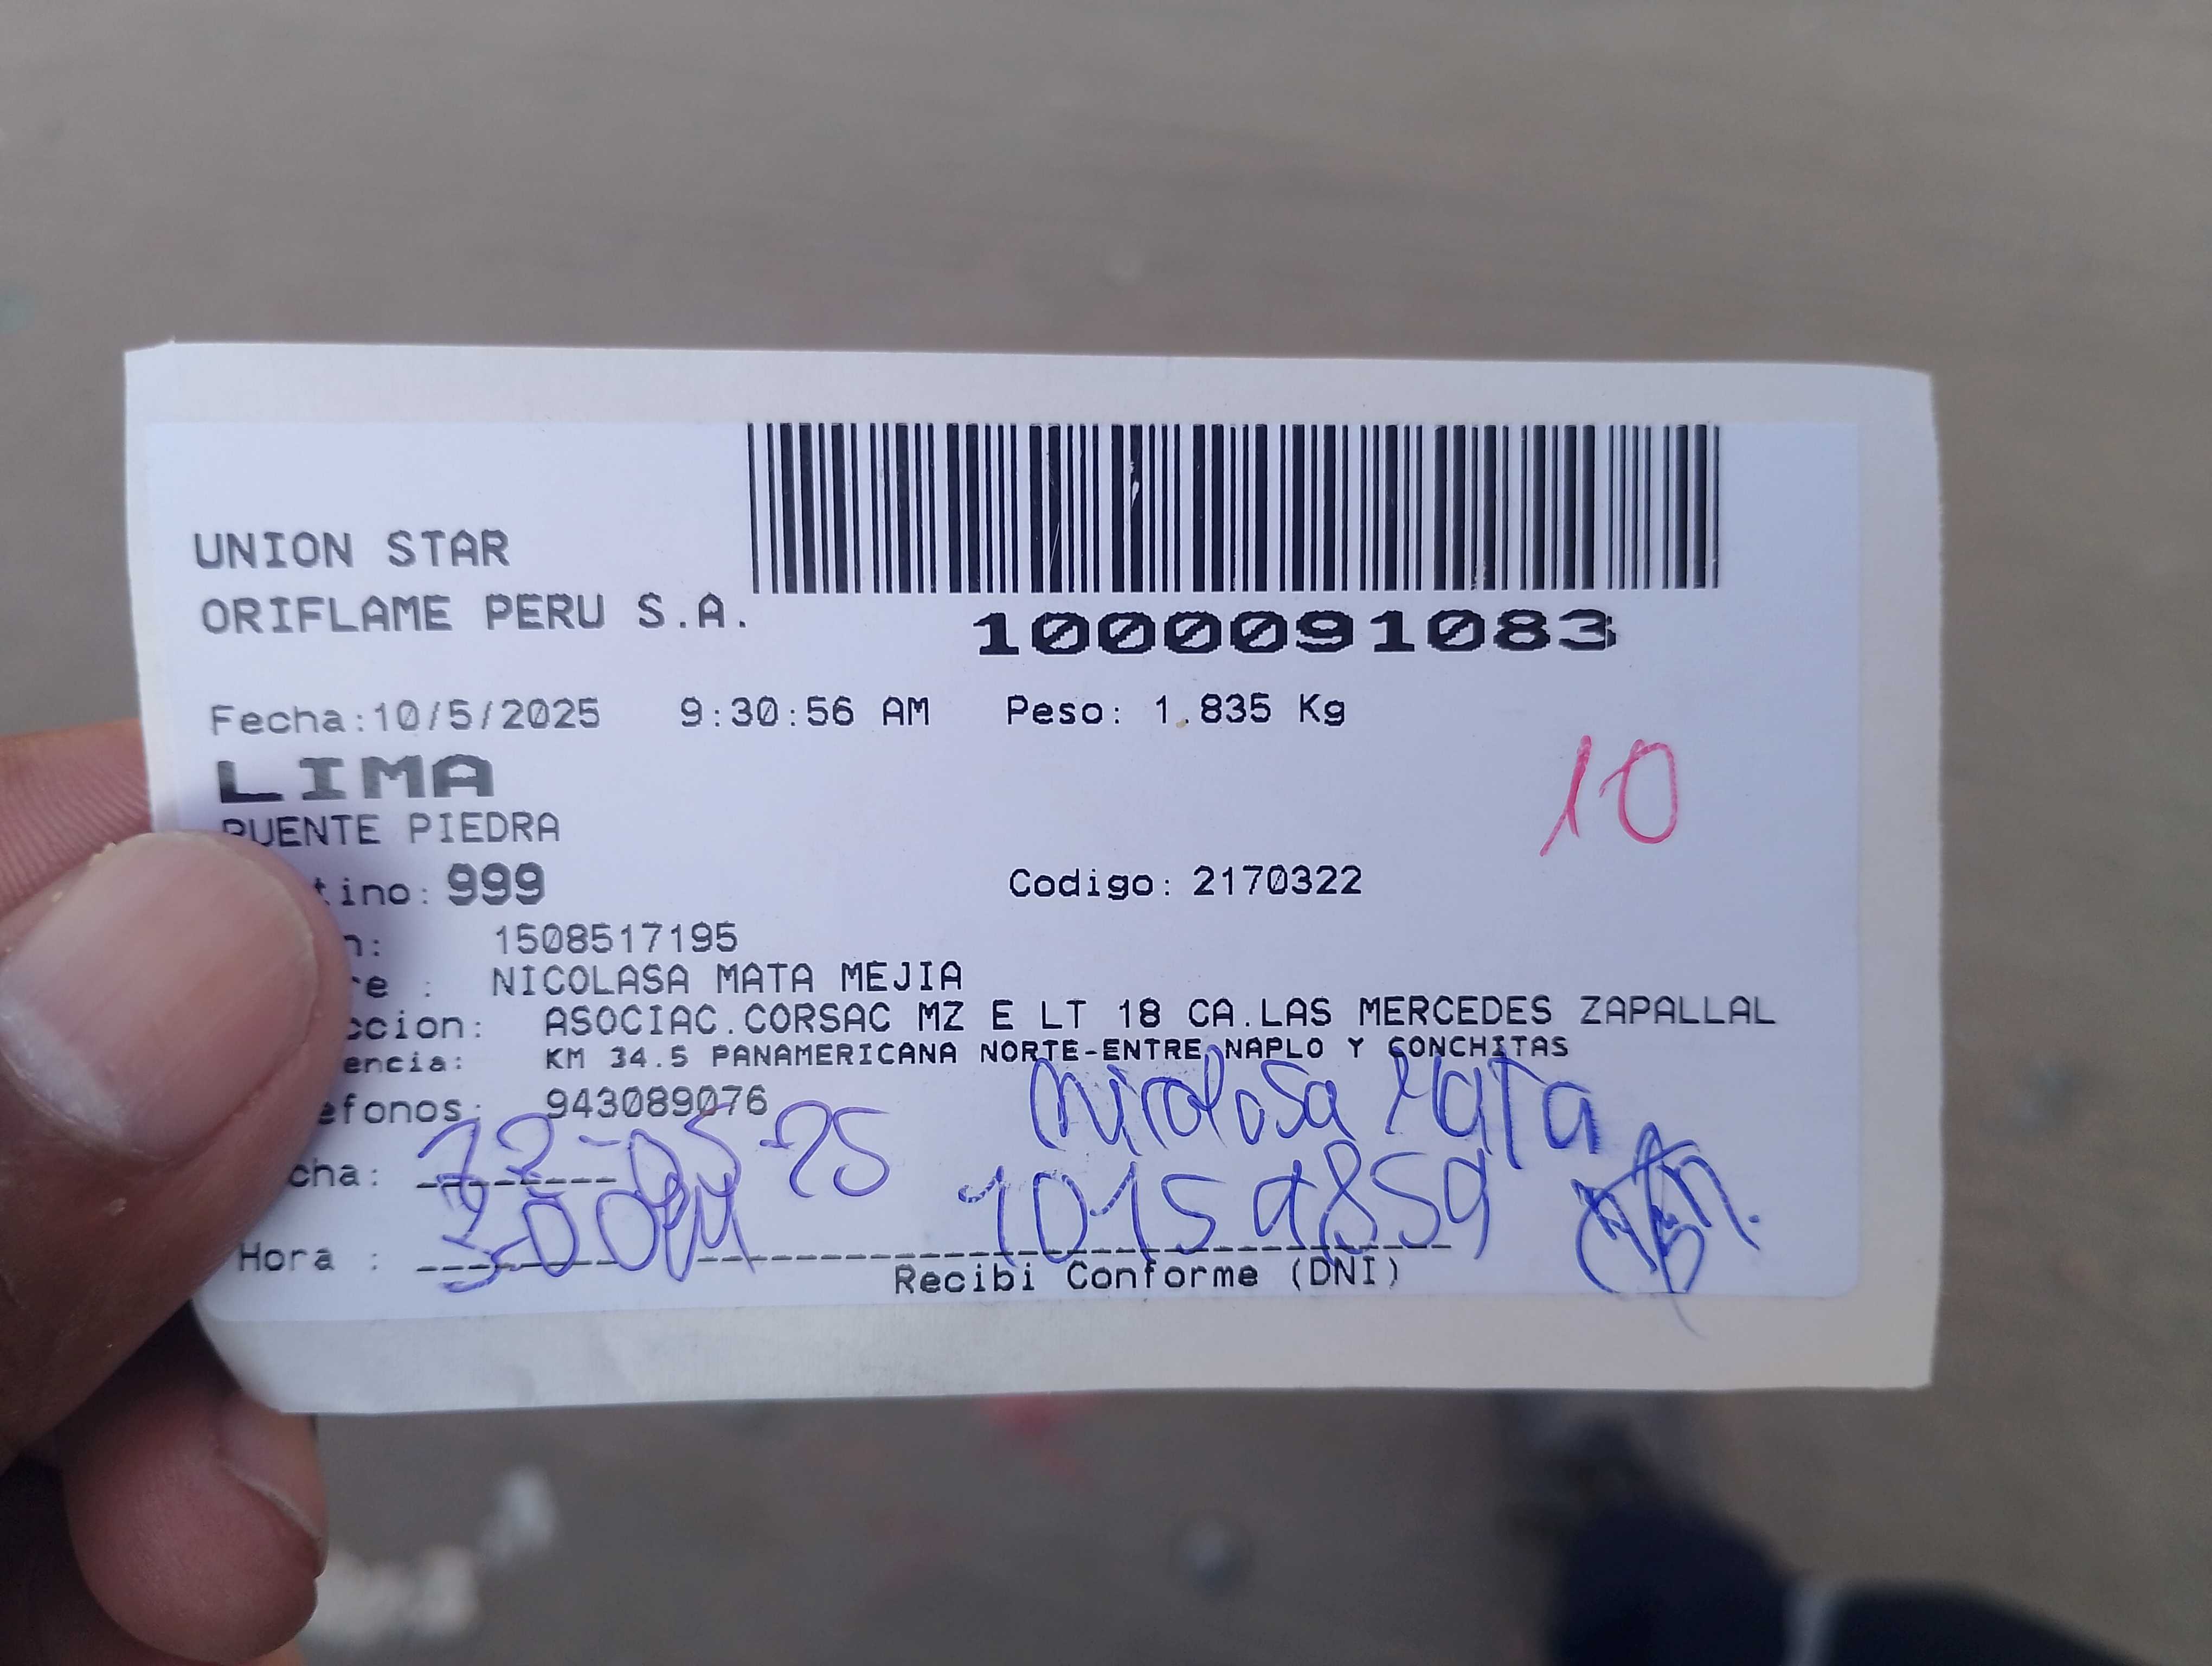 UNION STAR
ORIFLAME PERU S.A.
1000091083
Fecha:10/5/2025 9:30:56 AM Peso: 1.835 Kg
LIMA
10
PUENTE PIEDRA
tino: 999 Codigo: 2170322
n: 1508517195
re : NICOLASA MATA MEJIA
ccion: ASOCIAC.CORSAC MZ E LT 18 CA.LAS MERCEDES ZAPALLAL
encia: KM 34.5 PANAMERICANA NORTE-ENTRE NAPLO Y CONCHITAS
efonos: 943089076 Nicolasa Mata
cha: 12-05-25 10159859
Hora : 3:00PM
Recibi Conforme (DNI)